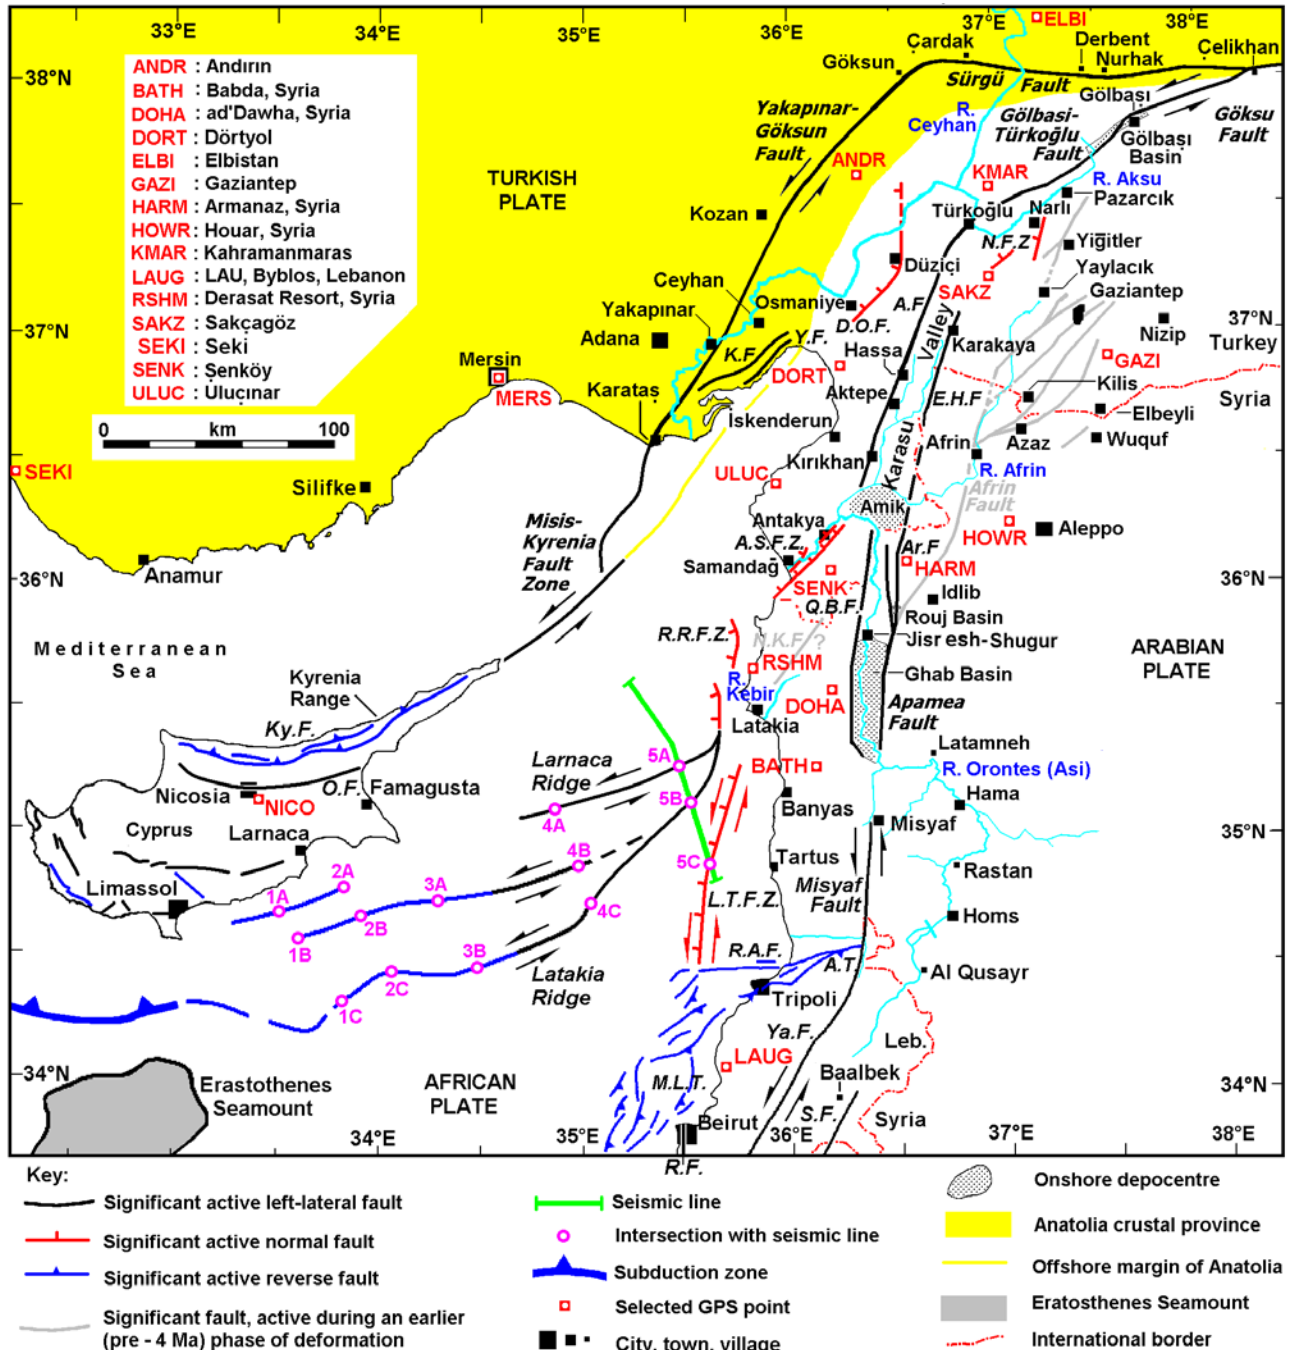 33°E
34°E
35°E
36°E
37°E
38°E
ELBI
Derbent
Çardak
Nurhak
Çelikhan
Göksun
38°N
Sürgü
Fault
ANDR : Andırın
BATH : Babda, Syria
DOHA : ad'Dawha, Syria
DORT : Dörtyol
ELBI : Elbistan
GAZI : Gaziantep
HARM : Armanaz, Syria
HOWR : Houar, Syria
KMAR : Kahramanmaras
LAUG : LAU, Byblos, Lebanon
RSHM : Derasat Resort, Syria
SAKZ : Sakçagöz
SEKI : Seki
SENK : Şenköy
ULUC : Uluçınar
0 km 100
Yakapınar-
Göksun
Fault
R.
Ceyhan
Gölbasi-
Türkoğlu
Fault
Gölbaşı
Göksu
Fault
Gölbaşı
Basin
ANDR
KMAR
R. Aksu
Pazarcık
TURKISH
PLATE
Kozan
Türkoğlu
Narlı
N.F.Z
Yiğitler
Düziçi
Yaylacık
Ceyhan
SAKZ
Gaziantep
Osmaniye
A.F.
Yakapınar
Adana
D.O.F.
Valley
37°N
37°N
Nizip
Turkey
Y.F.
K.F.
Hassa
Karakaya
Mersin
MERS
DORT
GAZI
Karataş
Aktepe
E.H.F
Kilis
Syria
İskenderun
Elbeyli
Afrin
Azaz
Wuquf
Kırıkhan
Karasu
SEKI
Silifke
ULUC
R. Afrin
Afrin
Fault
Amik
Antakya
Misis-
Kyrenia
Fault
Zone
HOWR
Aleppo
A.S.F.Z.
Ar.F
Samandağ
HARM
36°N
36°N
Anamur
SENK
Idlib
Q.B.F.
Rouj Basin
R.R.F.Z.
N.K.F. ?
Jisr esh-Shugur
Mediterranean
Sea
ARABIAN
PLATE
RSHM
Ghab Basin
Kyrenia
Range
R.
Kebir
DOHA
Apamea
Fault
Ky.F.
Latakia
Latamneh
Larnaca
Ridge
5A
BATH
R. Orontes (Asi)
Nicosia
NICO
O.F.
Famagusta
5B
Banyas
Hama
4A
Misyaf
Cyprus
Larnaca
35°N
35°N
4B
5C
Tartus
Rastan
Limassol
2A
1A
3A
Misyaf
Fault
L.T.F.Z.
4C
Homs
2B
1B
3B
R.A.F.
A.T.
Latakia
Ridge
Al Qusayr
2C
1C
Tripoli
Ya.F.
Leb.
LAUG
34°N
34°N
Erastothenes
Seamount
AFRICAN
PLATE
M.L.T.
Baalbek
S.F.
Syria
Beirut
34°E
35°E
36°E
37°E
38°E
R.F.
Key:
Significant active left-lateral fault
Significant active normal fault
Significant active reverse fault
Significant fault, active during an earlier
(pre - 4 Ma) phase of deformation
Seismic line
Intersection with seismic line
Subduction zone
Selected GPS point
City, town, village
Onshore depocentre
Anatolia crustal province
Offshore margin of Anatolia
Eratosthenes Seamount
International border